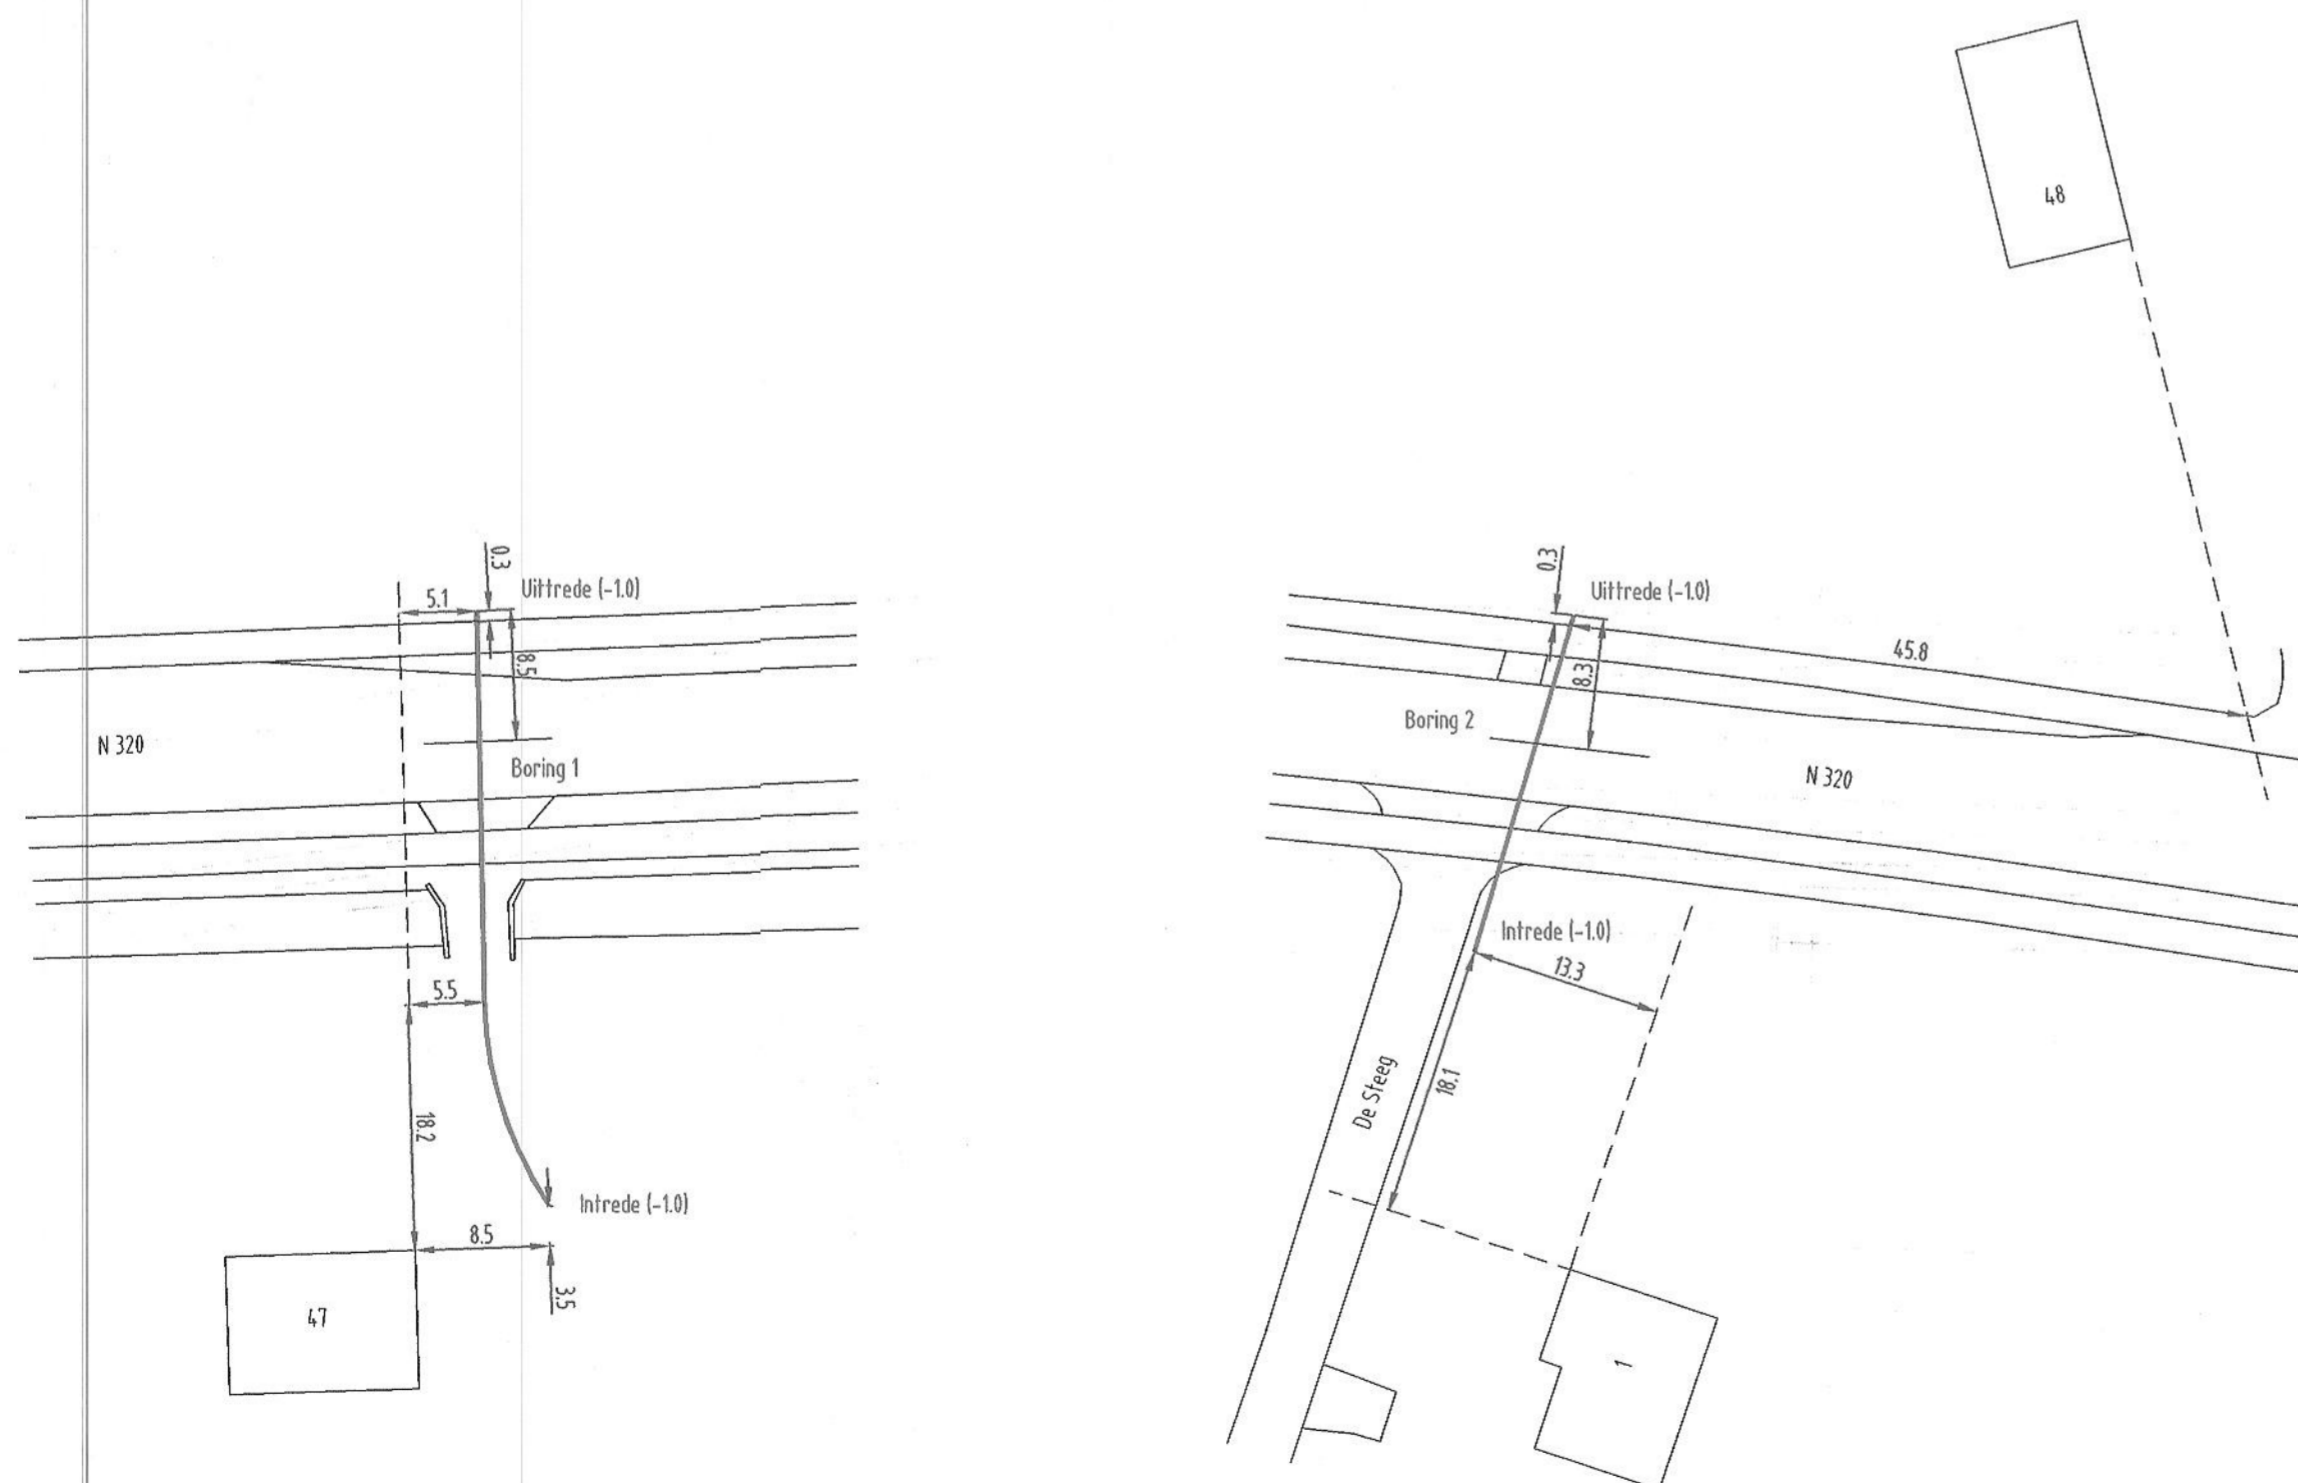 48
0.3
Uittrede (-1.0)
5.1
8.5
N 320
Boring 1
5.5
18.2
Intrede (-1.0)
8.5
3.5
47
0.3
Uittrede (-1.0)
45.8
8.3
Boring 2
N 320
Intrede (-1.0)
13.3
18.1
De Steeg
1